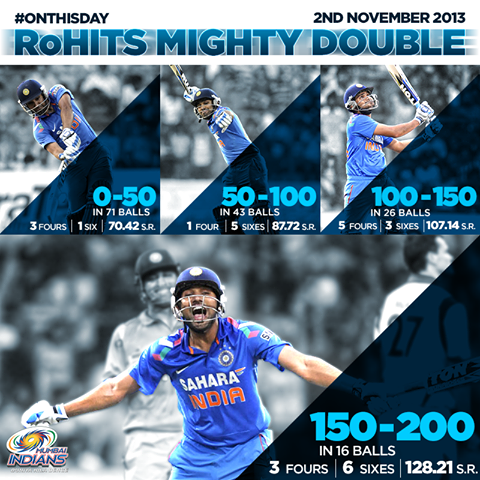 #ONTHISDAY
2ND NOVEMBER 2013
RoHITS MIGHTY DOUBLE
0-50
IN 71 BALLS
3 FOURS | 1 SIX | 70.42 S.R.
50-100
IN 43 BALLS
1 FOUR | 5 SIXES | 87.72 S.R.
100-150
IN 26 BALLS
5 FOURS | 3 SIXES | 107.14 S.R.
SAHARA
INDIA
27
150-200
IN 16 BALLS
3 FOURS | 6 SIXES | 128.21 S.R.
MUMBAI
INDIANS